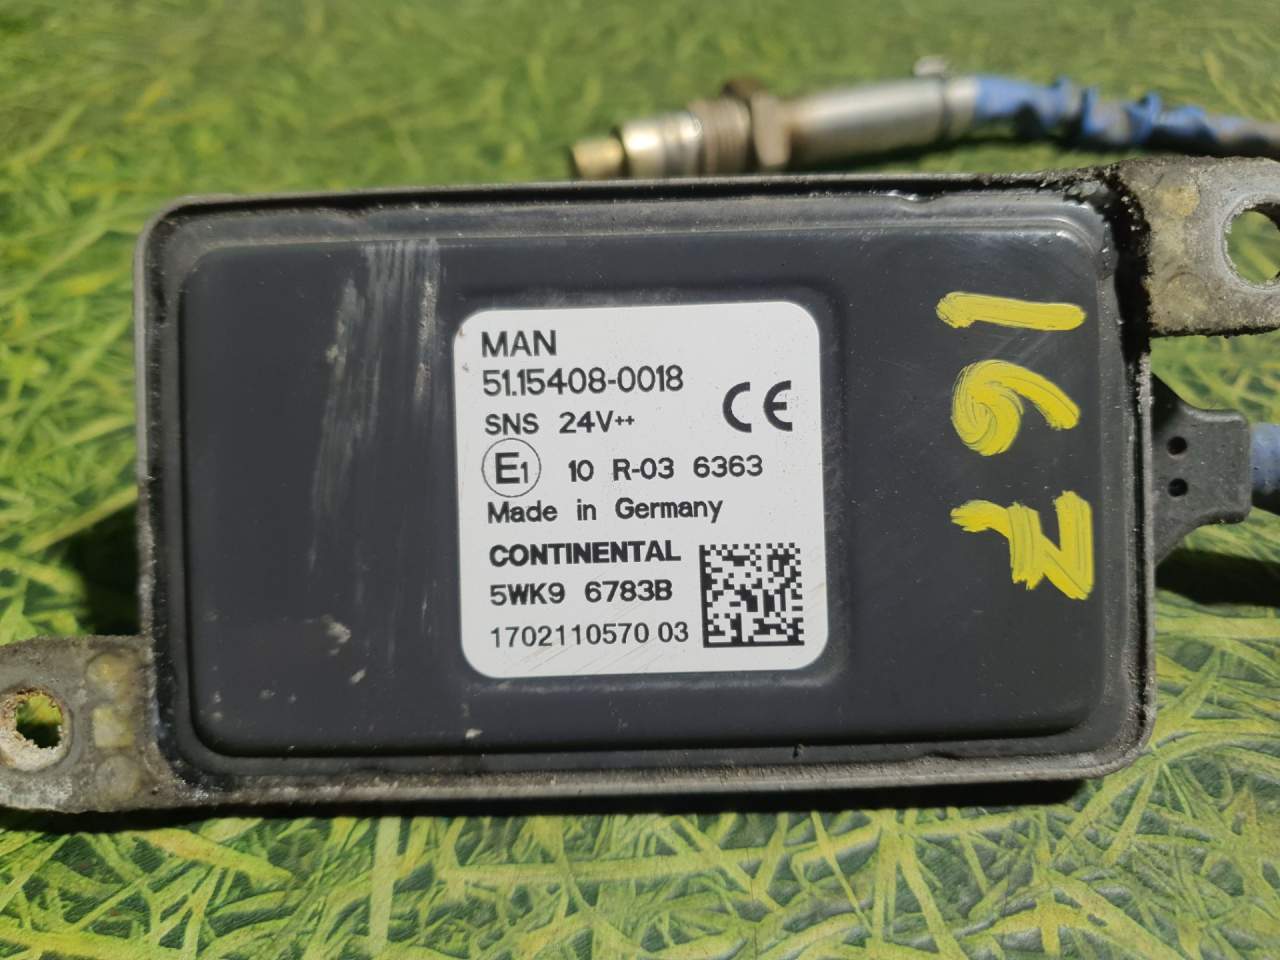 MAN
51.15408-0018
CE
SNS 24V++
E1 10 R-03 6363
Made in Germany
CONTINENTAL
5WK9 6783B
1702110570 03
167